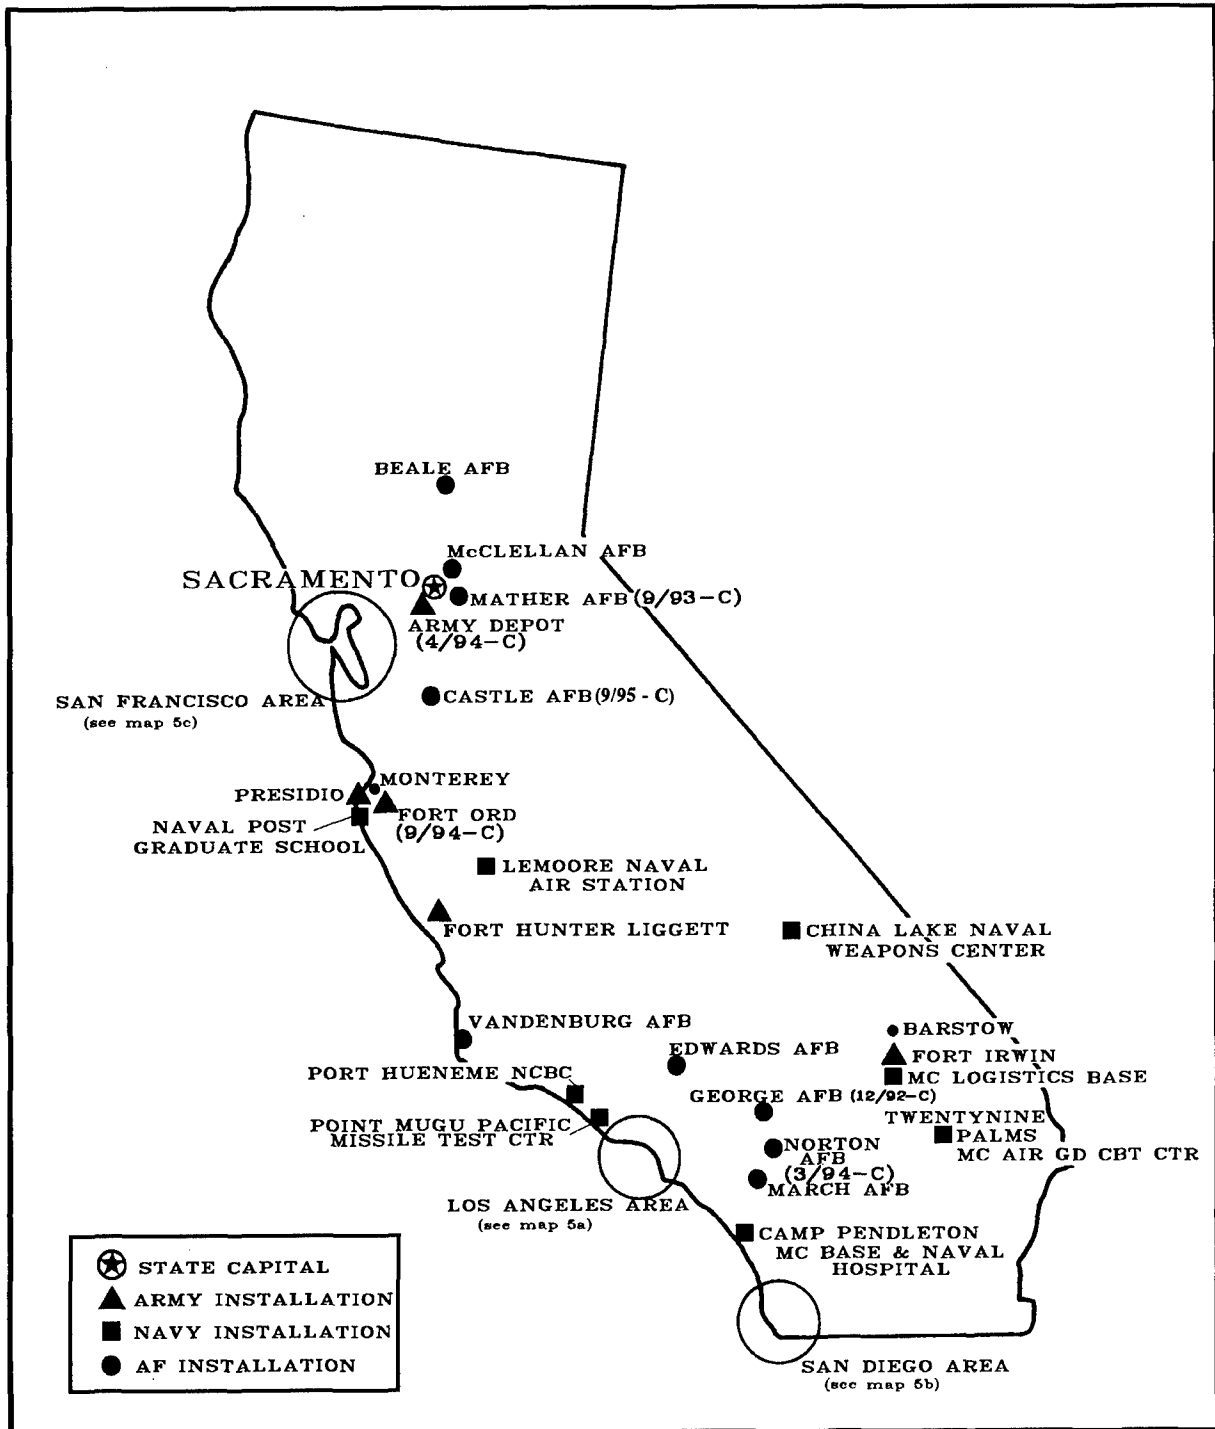 BEALE AFB
McCLELLAN AFB
SACRAMENTO
MATHER AFB (9/93-C)
ARMY DEPOT
(4/94-C)
CASTLE AFB (9/95 - C)
SAN FRANCISCO AREA
(see map 5c)
MONTEREY
PRESIDIO
FORT ORD
(9/94-C)
NAVAL POST
GRADUATE SCHOOL
LEMOORE NAVAL
AIR STATION
FORT HUNTER LIGGETT
CHINA LAKE NAVAL
WEAPONS CENTER
VANDENBURG AFB
BARSTOW
EDWARDS AFB
FORT IRWIN
PORT HUENEME NCBC
MC LOGISTICS BASE
GEORGE AFB (12/92-C)
POINT MUGU PACIFIC
MISSILE TEST CTR
TWENTYNINE
PALMS
MC AIR GD CBT CTR
NORTON
AFB
(3/94-C)
MARCH AFB
LOS ANGELES AREA
(see map 5a)
CAMP PENDLETON
MC BASE & NAVAL
HOSPITAL
STATE CAPITAL
ARMY INSTALLATION
NAVY INSTALLATION
AF INSTALLATION
SAN DIEGO AREA
(see map 5b)